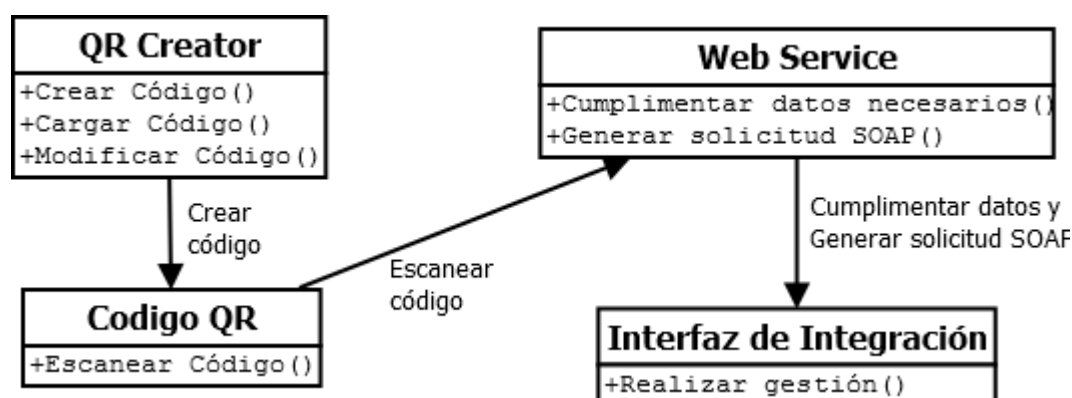 QR Creator
+Crear Código()
+Cargar Código()
+Modificar Código()
Crear
código
Codigo QR
+Escanear Código()
Escanear
código
Web Service
+Cumplimentar datos necesarios()
+Generar solicitud SOAP()
Cumplimentar datos y
Generar solicitud SOAP
Interfaz de Integración
+Realizar gestión()